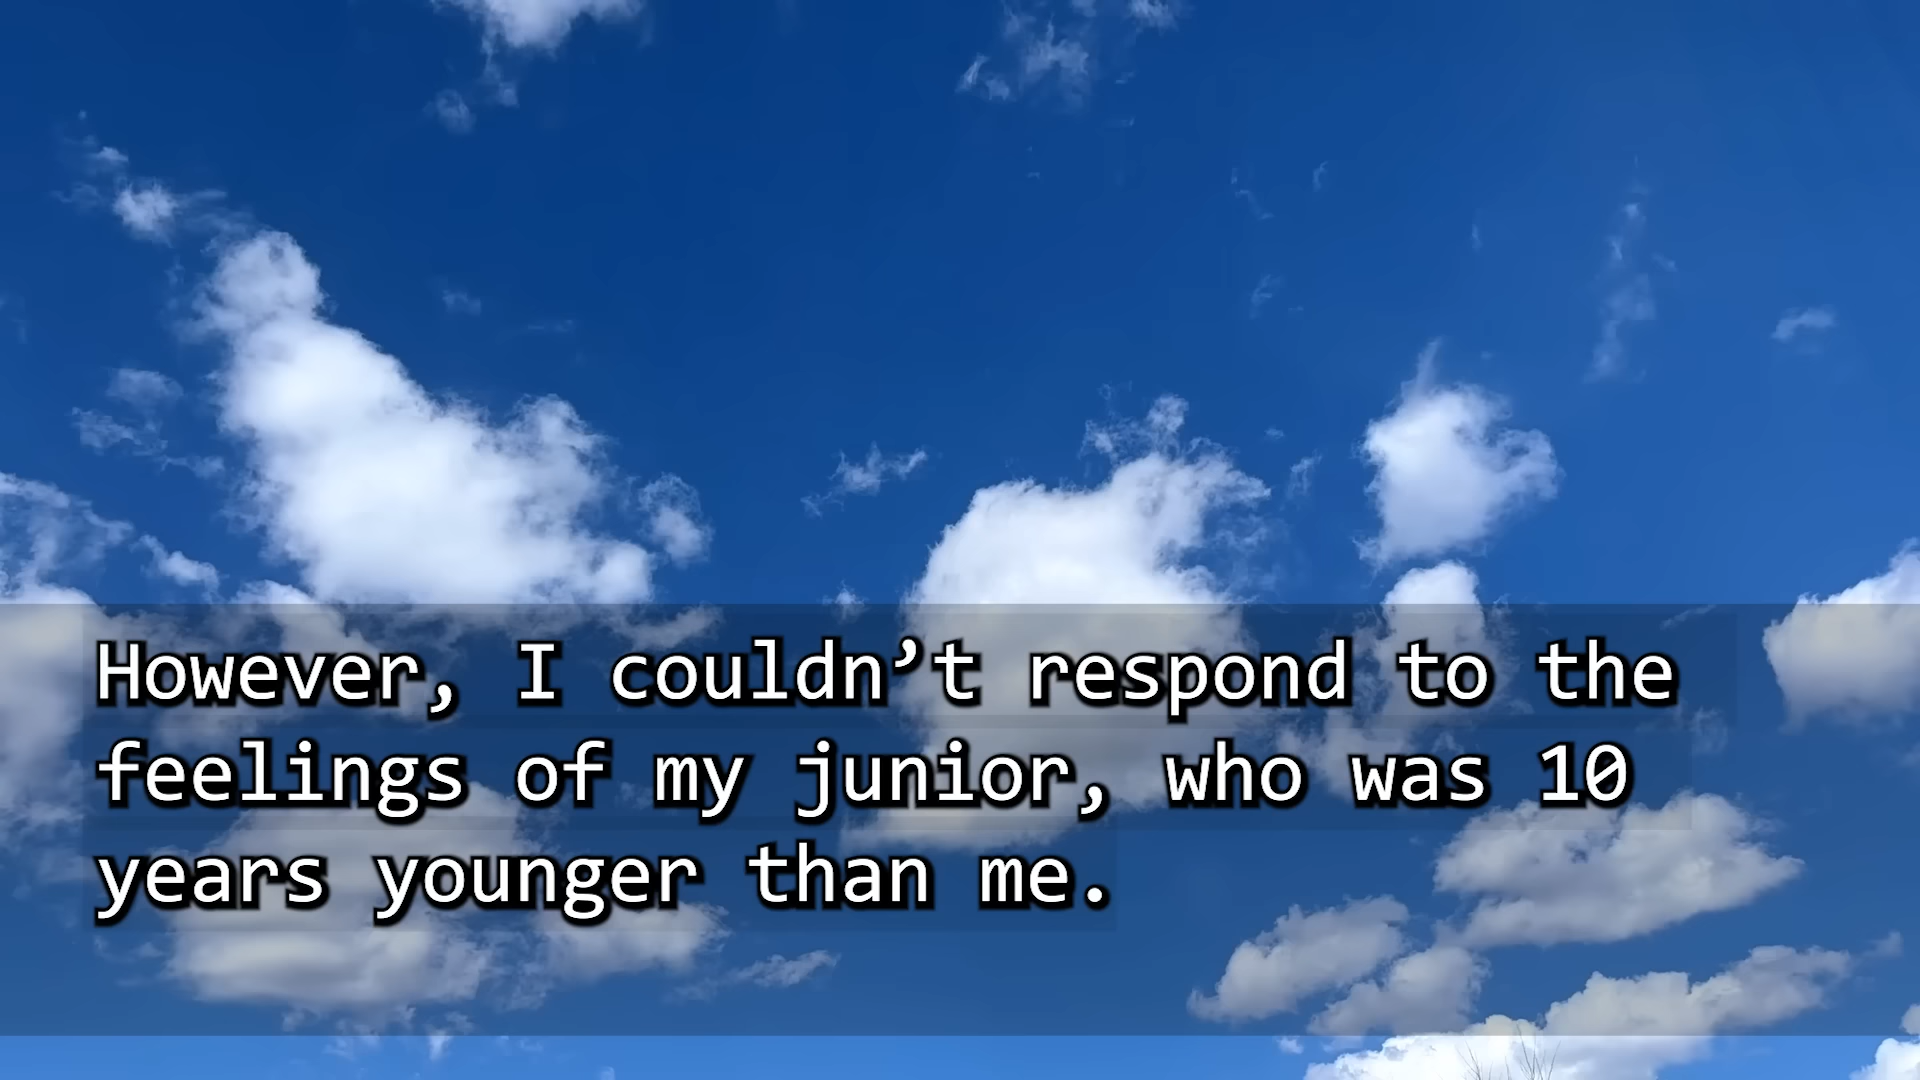 However, I couldn’t respond to the
feelings of my junior, who was 10
years younger than me.